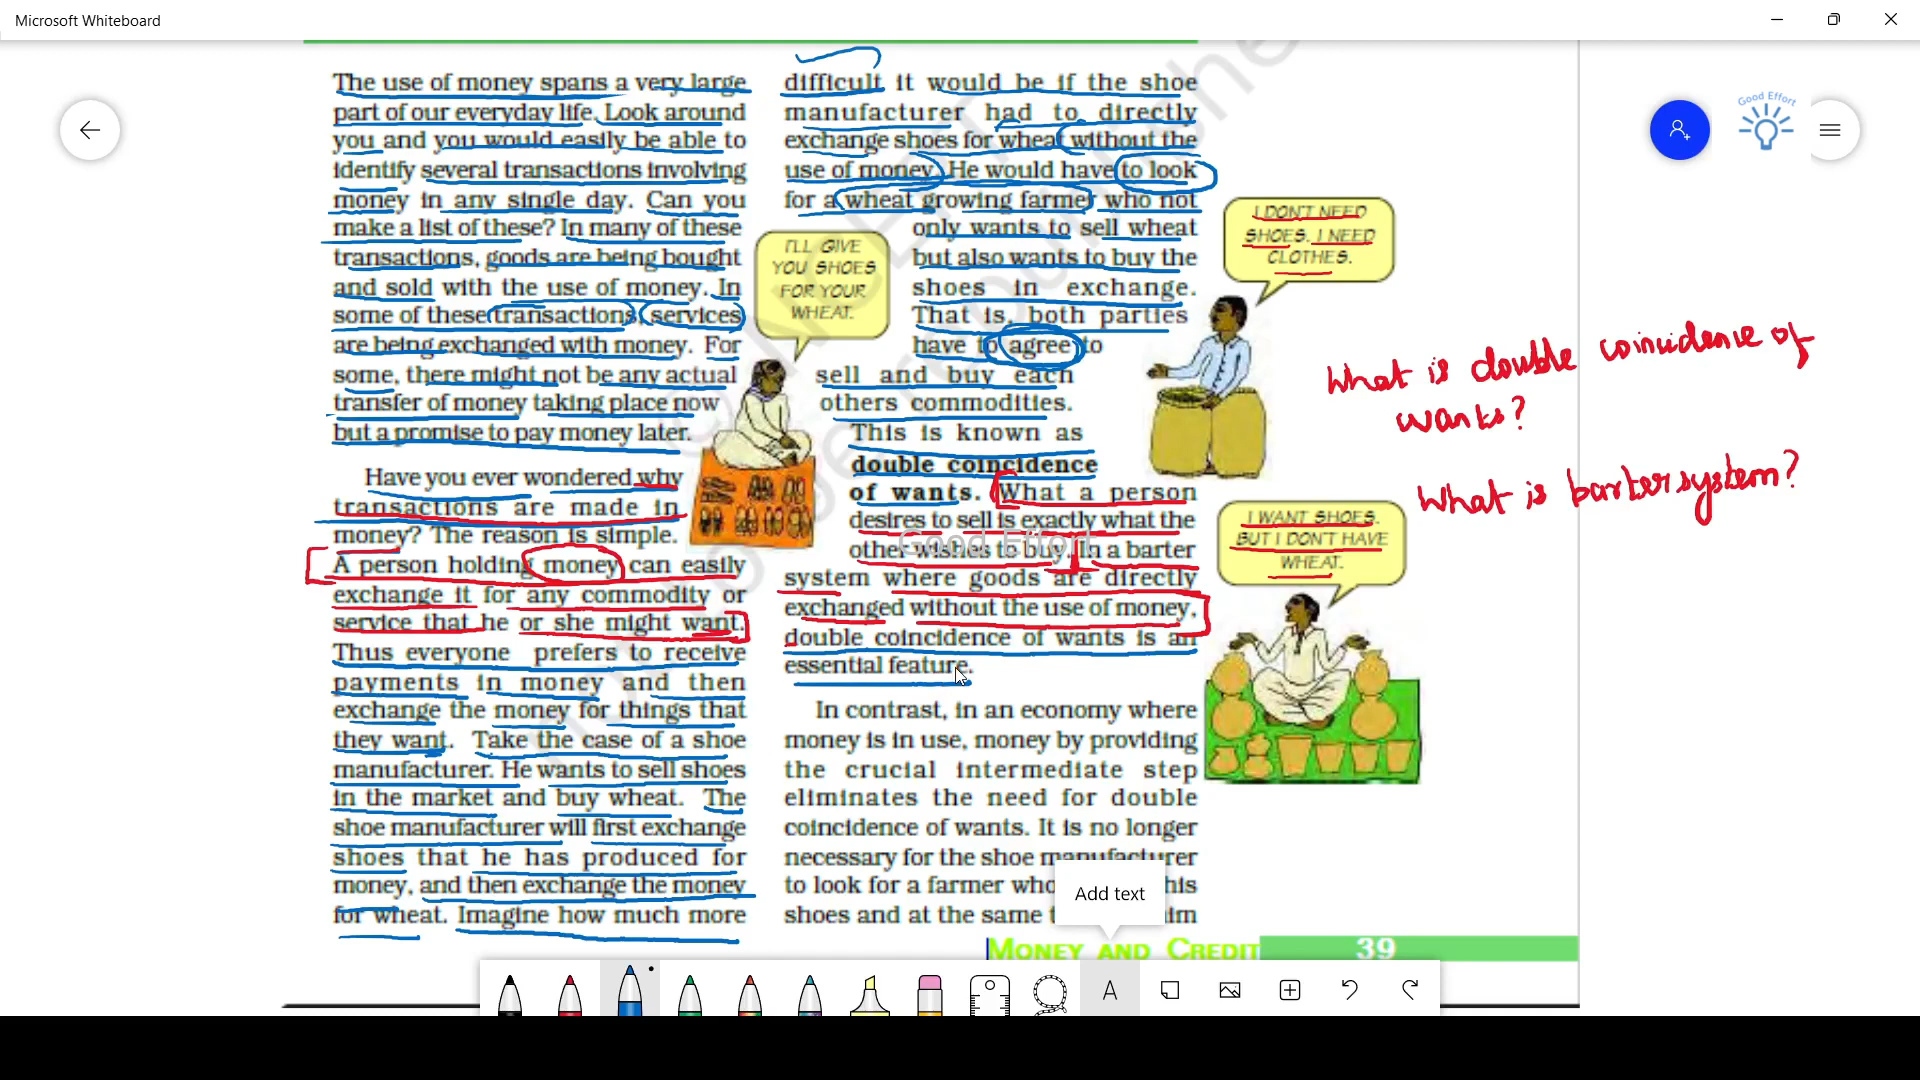 Microsoft Whiteboard
The use of money spans a very large
part of our everyday life. Look around
you and you would easily be able to
identify several transactions involving
money in any single day. Can you
make a list of these? In many of these
transactions, goods are being bought
and sold with the use of money. In
some of these transactions, services
are being exchanged with money. For
some, there might not be any actual
transfer of money taking place now
but a promise to pay money later.
Have you ever wondered why
transactions are made in
money? The reason is simple.
A person holding money can easily
exchange it for any commodity or
service that he or she might want.
Thus everyone prefers to receive
payments in money and then
exchange the money for things that
they want. Take the case of a shoe
manufacturer. He wants to sell shoes
in the market and buy wheat. The
shoe manufacturer will first exchange
shoes that he has produced for
money, and then exchange the money
for wheat. Imagine how much more
I'LL GIVE
YOU SHOES
FOR YOUR
WHEAT.
difficult it would be if the shoe
manufacturer had to directly
exchange shoes for wheat without the
use of money. He would have to look
for a wheat growing farmer who not
only wants to sell wheat
but also wants to buy the
shoes in exchange.
That is, both parties
have to agree to
sell and buy each
others commodities.
This is known as
double coincidence
of wants. What a person
desires to sell is exactly what the
other wishes to buy. In a barter
system where goods are directly
exchanged without the use of money,
double coincidence of wants is an
essential feature.
In contrast, in an economy where
money is in use, money by providing
the crucial intermediate step
eliminates the need for double
coincidence of wants. It is no longer
necessary for the shoe manufacturer
to look for a farmer who his
shoes and at the same
Add text
MONEY AND CREDIT 39
I DON'T NEED
SHOES. I NEED
CLOTHES.
I WANT SHOES.
BUT I DON'T HAVE
WHEAT.
What is double coincidence of
wants?
What is barter system?
Good Effort
Good Effort
A